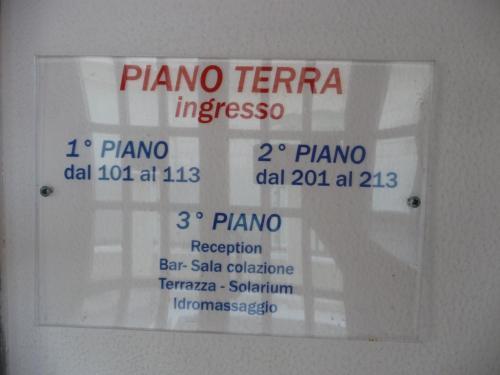 PIANO TERRA
ingresso
1° PIANO
dal 101 al 113
2° PIANO
dal 201 al 213
3° PIANO
Reception
Bar- Sala colazione
Terrazza - Solarium
Idromassaggio